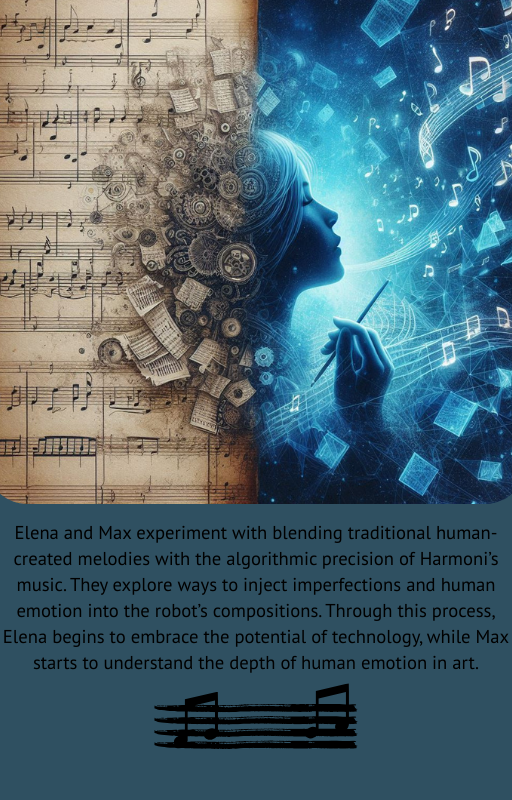 Elena and Max experiment with blending traditional human-
created melodies with the algorithmic precision of Harmoni's
music. They explore ways to inject imperfections and human
emotion into the robot's compositions. Through this process,
Elena begins to embrace the potential of technology, while Max
starts to understand the depth of human emotion in art.